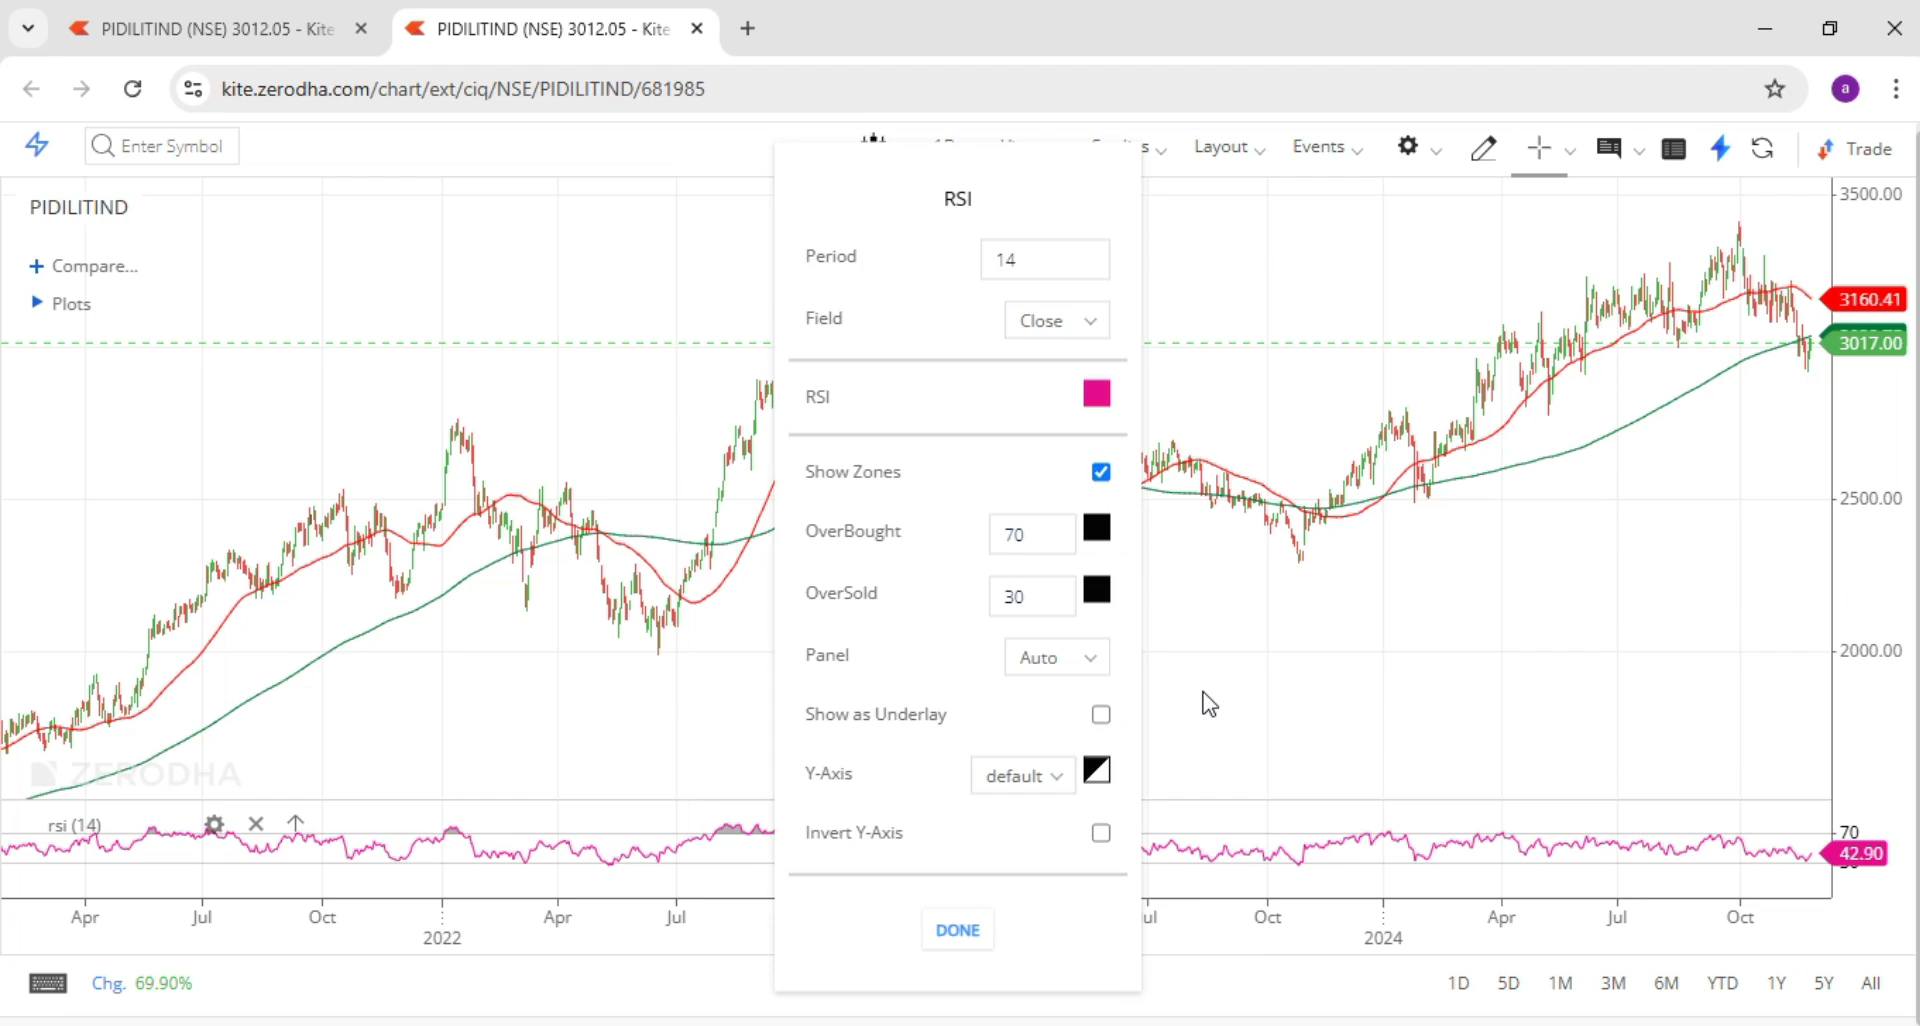 PIDILITIND (NSE) 3012.05 - Kite
PIDILITIND (NSE) 3012.05 - Kite
kite.zerodha.com/chart/ext/ciq/NSE/PIDILITIND/681985
a
Enter Symbol
Layout
Events
Trade
PIDILITIND
Compare...
Plots
ZERODHA
rsi (14)
RSI
Period 14
Field Close
RSI
Show Zones
OverBought 70
OverSold 30
Panel Auto
Show as Underlay
Y-Axis default
Invert Y-Axis
DONE
3500.00
3160.41
3017.00
2500.00
2000.00
70
42.90
Apr Jul Oct Apr Jul ul Oct Apr Jul Oct
2022 2024
Chg. 69.90%
1D 5D 1M 3M 6M YTD 1Y 5Y All